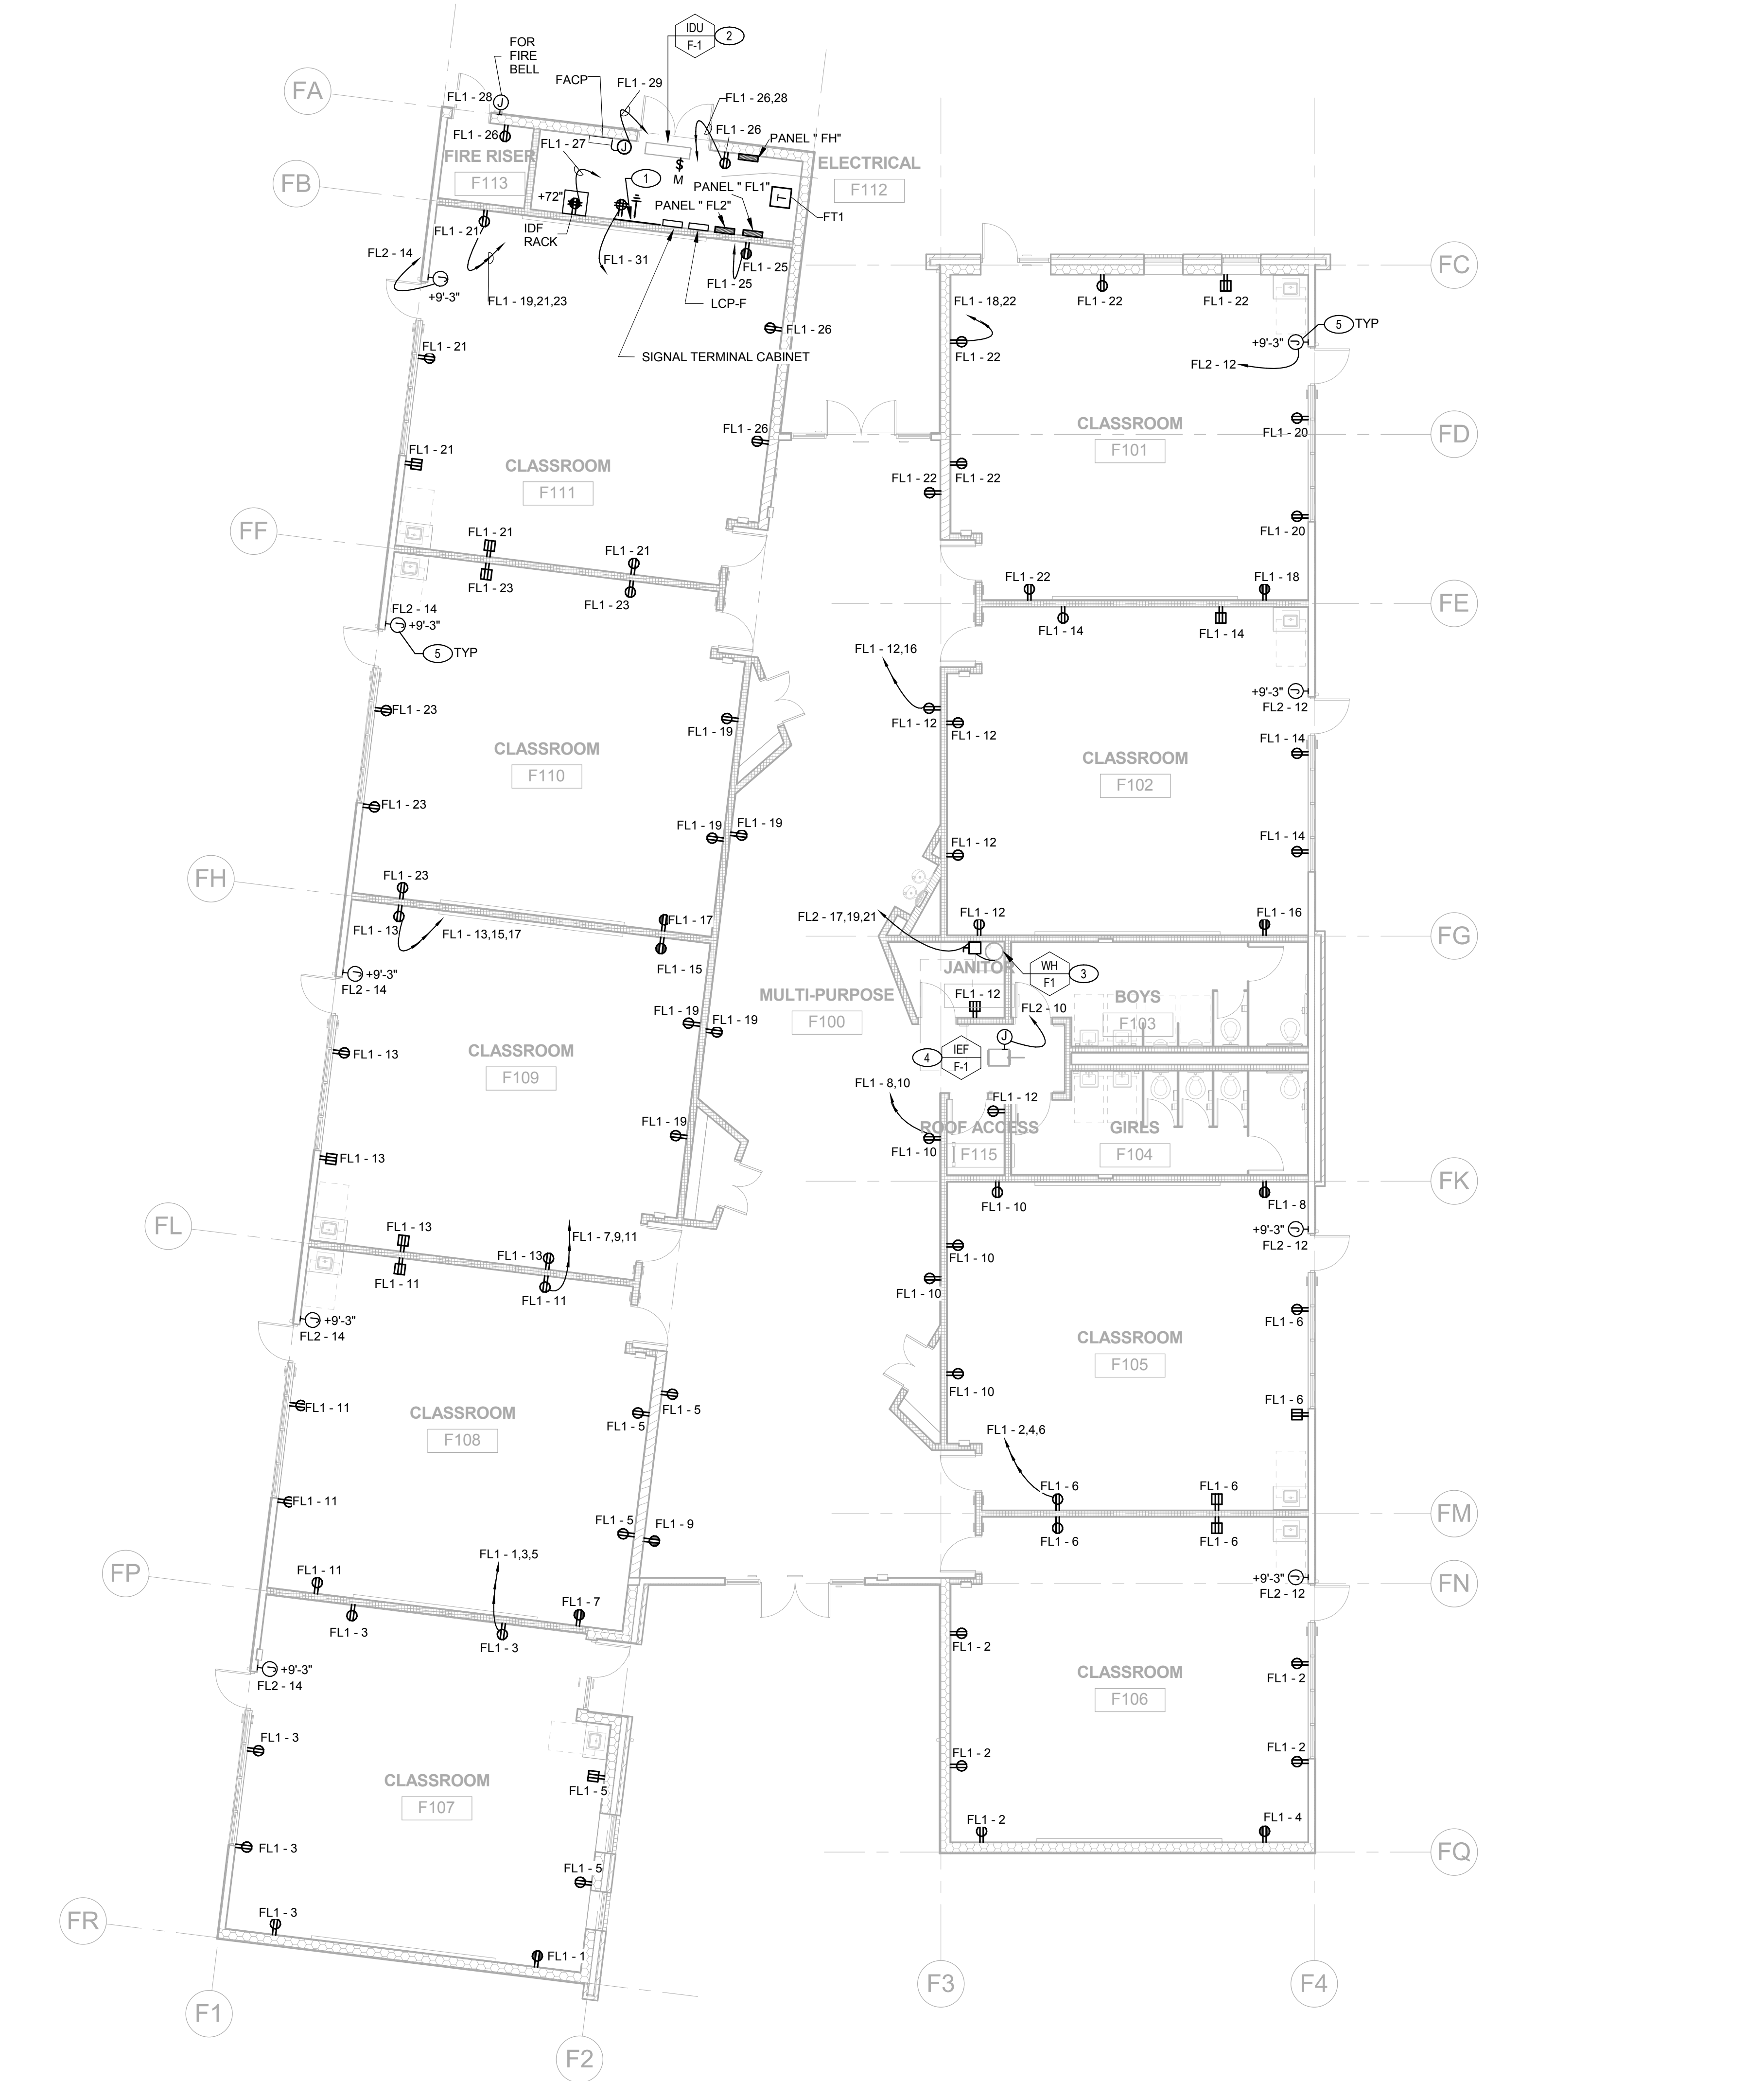 IDU
F-1
2
FOR
FIRE
BELL
FACP
FL1 - 29
FA
FL1 - 28
J
FL1 - 26,28
FL1 - 26
FL1 - 26
PANEL " FH"
FL1 - 27
J
FIRE RISER
F113
$
M
ELECTRICAL
F112
FB
1
PANEL " FL1"
+72"
PANEL " FL2"
T
FT1
IDF
RACK
FL1 - 21
FL2 - 14
FL1 - 31
FL1 - 25
FL1 - 25
J
+9'-3"
FL1 - 19,21,23
LCP-F
FC
FL1 - 18,22
FL1 - 22
FL1 - 22
FL1 - 26
5
TYP
+9'-3"
J
FL1 - 21
SIGNAL TERMINAL CABINET
FL1 - 22
FL2 - 12
CLASSROOM
F101
FL1 - 20
FD
FL1 - 26
FL1 - 21
CLASSROOM
F111
FL1 - 22
FL1 - 22
FF
FL1 - 21
FL1 - 20
FL1 - 21
FL1 - 23
FL1 - 23
FL1 - 22
FL1 - 18
FE
FL2 - 14
J
+9'-3"
FL1 - 14
FL1 - 14
5
TYP
FL1 - 12,16
+9'-3"
J
FL2 - 12
FL1 - 23
FL1 - 19
FL1 - 12
FL1 - 12
FL1 - 14
CLASSROOM
F110
CLASSROOM
F102
FL1 - 23
FL1 - 19
FL1 - 19
FL1 - 14
FL1 - 12
FH
FL1 - 23
FL1 - 13
FL1 - 13,15,17
FL1 - 17
FL2 - 17,19,21
FL1 - 12
FL1 - 16
FG
FL1 - 15
J
+9'-3"
FL2 - 14
JANITOR
WH
F1
3
MULTI-PURPOSE
F100
FL1 - 12
BOYS
F103
FL2 - 10
FL1 - 19
FL1 - 19
J
CLASSROOM
F109
FL1 - 13
4
IEF
F-1
FL1 - 8,10
FL1 - 12
FL1 - 19
ROOF ACCESS
F115
GIRLS
F104
FL1 - 10
FL1 - 13
FK
FL1 - 10
FL1 - 8
FL
FL1 - 13
FL1 - 7,9,11
+9'-3"
J
FL2 - 12
FL1 - 13
FL1 - 10
FL1 - 11
FL1 - 11
FL1 - 10
J
+9'-3"
FL2 - 14
FL1 - 6
CLASSROOM
F105
FL1 - 10
FL1 - 11
FL1 - 5
FL1 - 5
FL1 - 6
CLASSROOM
F108
FL1 - 2,4,6
FL1 - 11
FL1 - 6
FL1 - 6
FM
FL1 - 5
FL1 - 9
FL1 - 6
FL1 - 6
FP
FL1 - 1,3,5
FL1 - 11
+9'-3"
J
FL2 - 12
FN
FL1 - 7
FL1 - 3
FL1 - 3
FL1 - 2
J
+9'-3"
FL2 - 14
FL1 - 2
CLASSROOM
F106
FL1 - 3
FL1 - 2
FL1 - 2
CLASSROOM
F107
FL1 - 5
FL1 - 2
FL1 - 4
FL1 - 3
FQ
FL1 - 5
FR
FL1 - 3
FL1 - 1
F3
F4
F1
F2